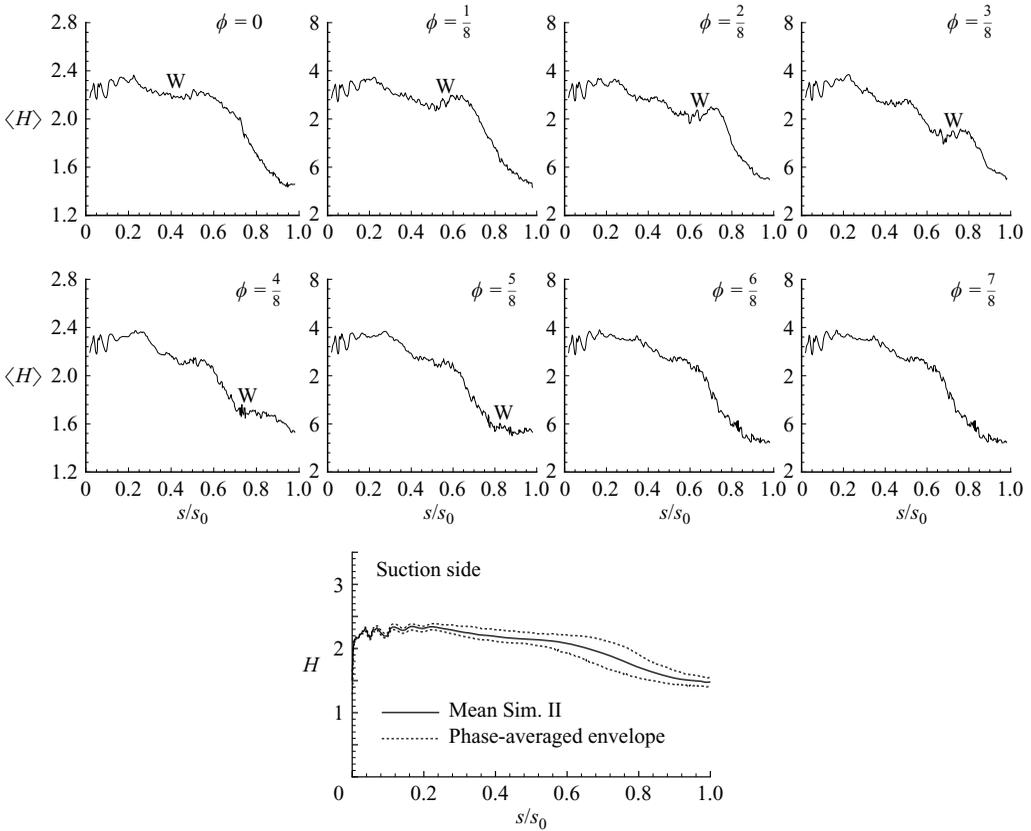 ϕ = 0
ϕ = 1/8
ϕ = 2/8
ϕ = 3/8
2.8
2.4
2.0
1.6
1.2
⟨H⟩
W
0 0.2 0.4 0.6 0.8 1.0
8
4
2
6
2
W
0 0.2 0.4 0.6 0.8 1.0
8
4
2
6
2
W
0 0.2 0.4 0.6 0.8 1.0
8
4
2
6
2
W
0 0.2 0.4 0.6 0.8 1.0
ϕ = 4/8
ϕ = 5/8
ϕ = 6/8
ϕ = 7/8
2.8
2.4
2.0
1.6
1.2
⟨H⟩
W
0 0.2 0.4 0.6 0.8 1.0
s/s0
8
4
2
6
2
W
0 0.2 0.4 0.6 0.8 1.0
s/s0
8
4
2
6
2
0 0.2 0.4 0.6 0.8 1.0
s/s0
8
4
2
6
2
0 0.2 0.4 0.6 0.8 1.0
s/s0
Suction side
3
2
1
H
Mean Sim. II
Phase-averaged envelope
0 0.2 0.4 0.6 0.8 1.0
s/s0